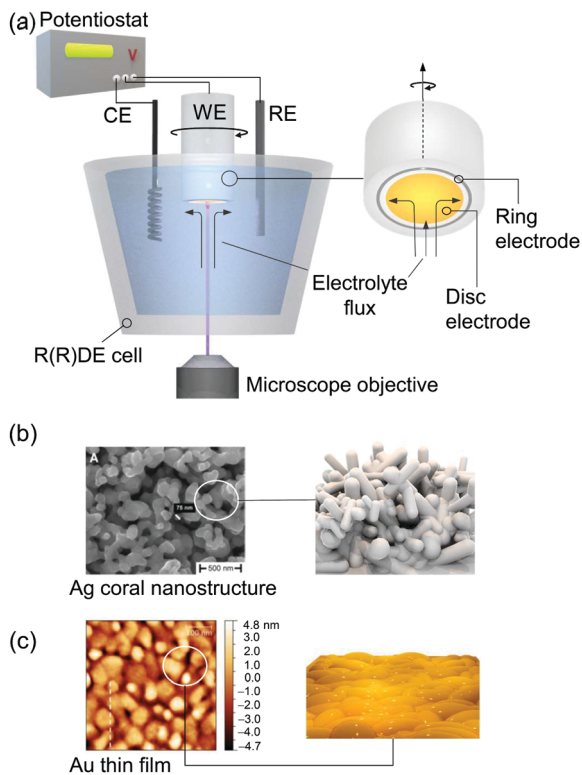 (a)
Potentiostat
V
CE
WE
RE
Ring
electrode
Electrolyte
flux
Disc
electrode
R(R)DE cell
Microscope objective
(b)
A
75 nm
500 nm
Ag coral nanostructure
(c)
100 nm
4.8 nm
3.0
2.0
1.0
0.0
−1.0
−2.0
−3.0
−4.7
Au thin film